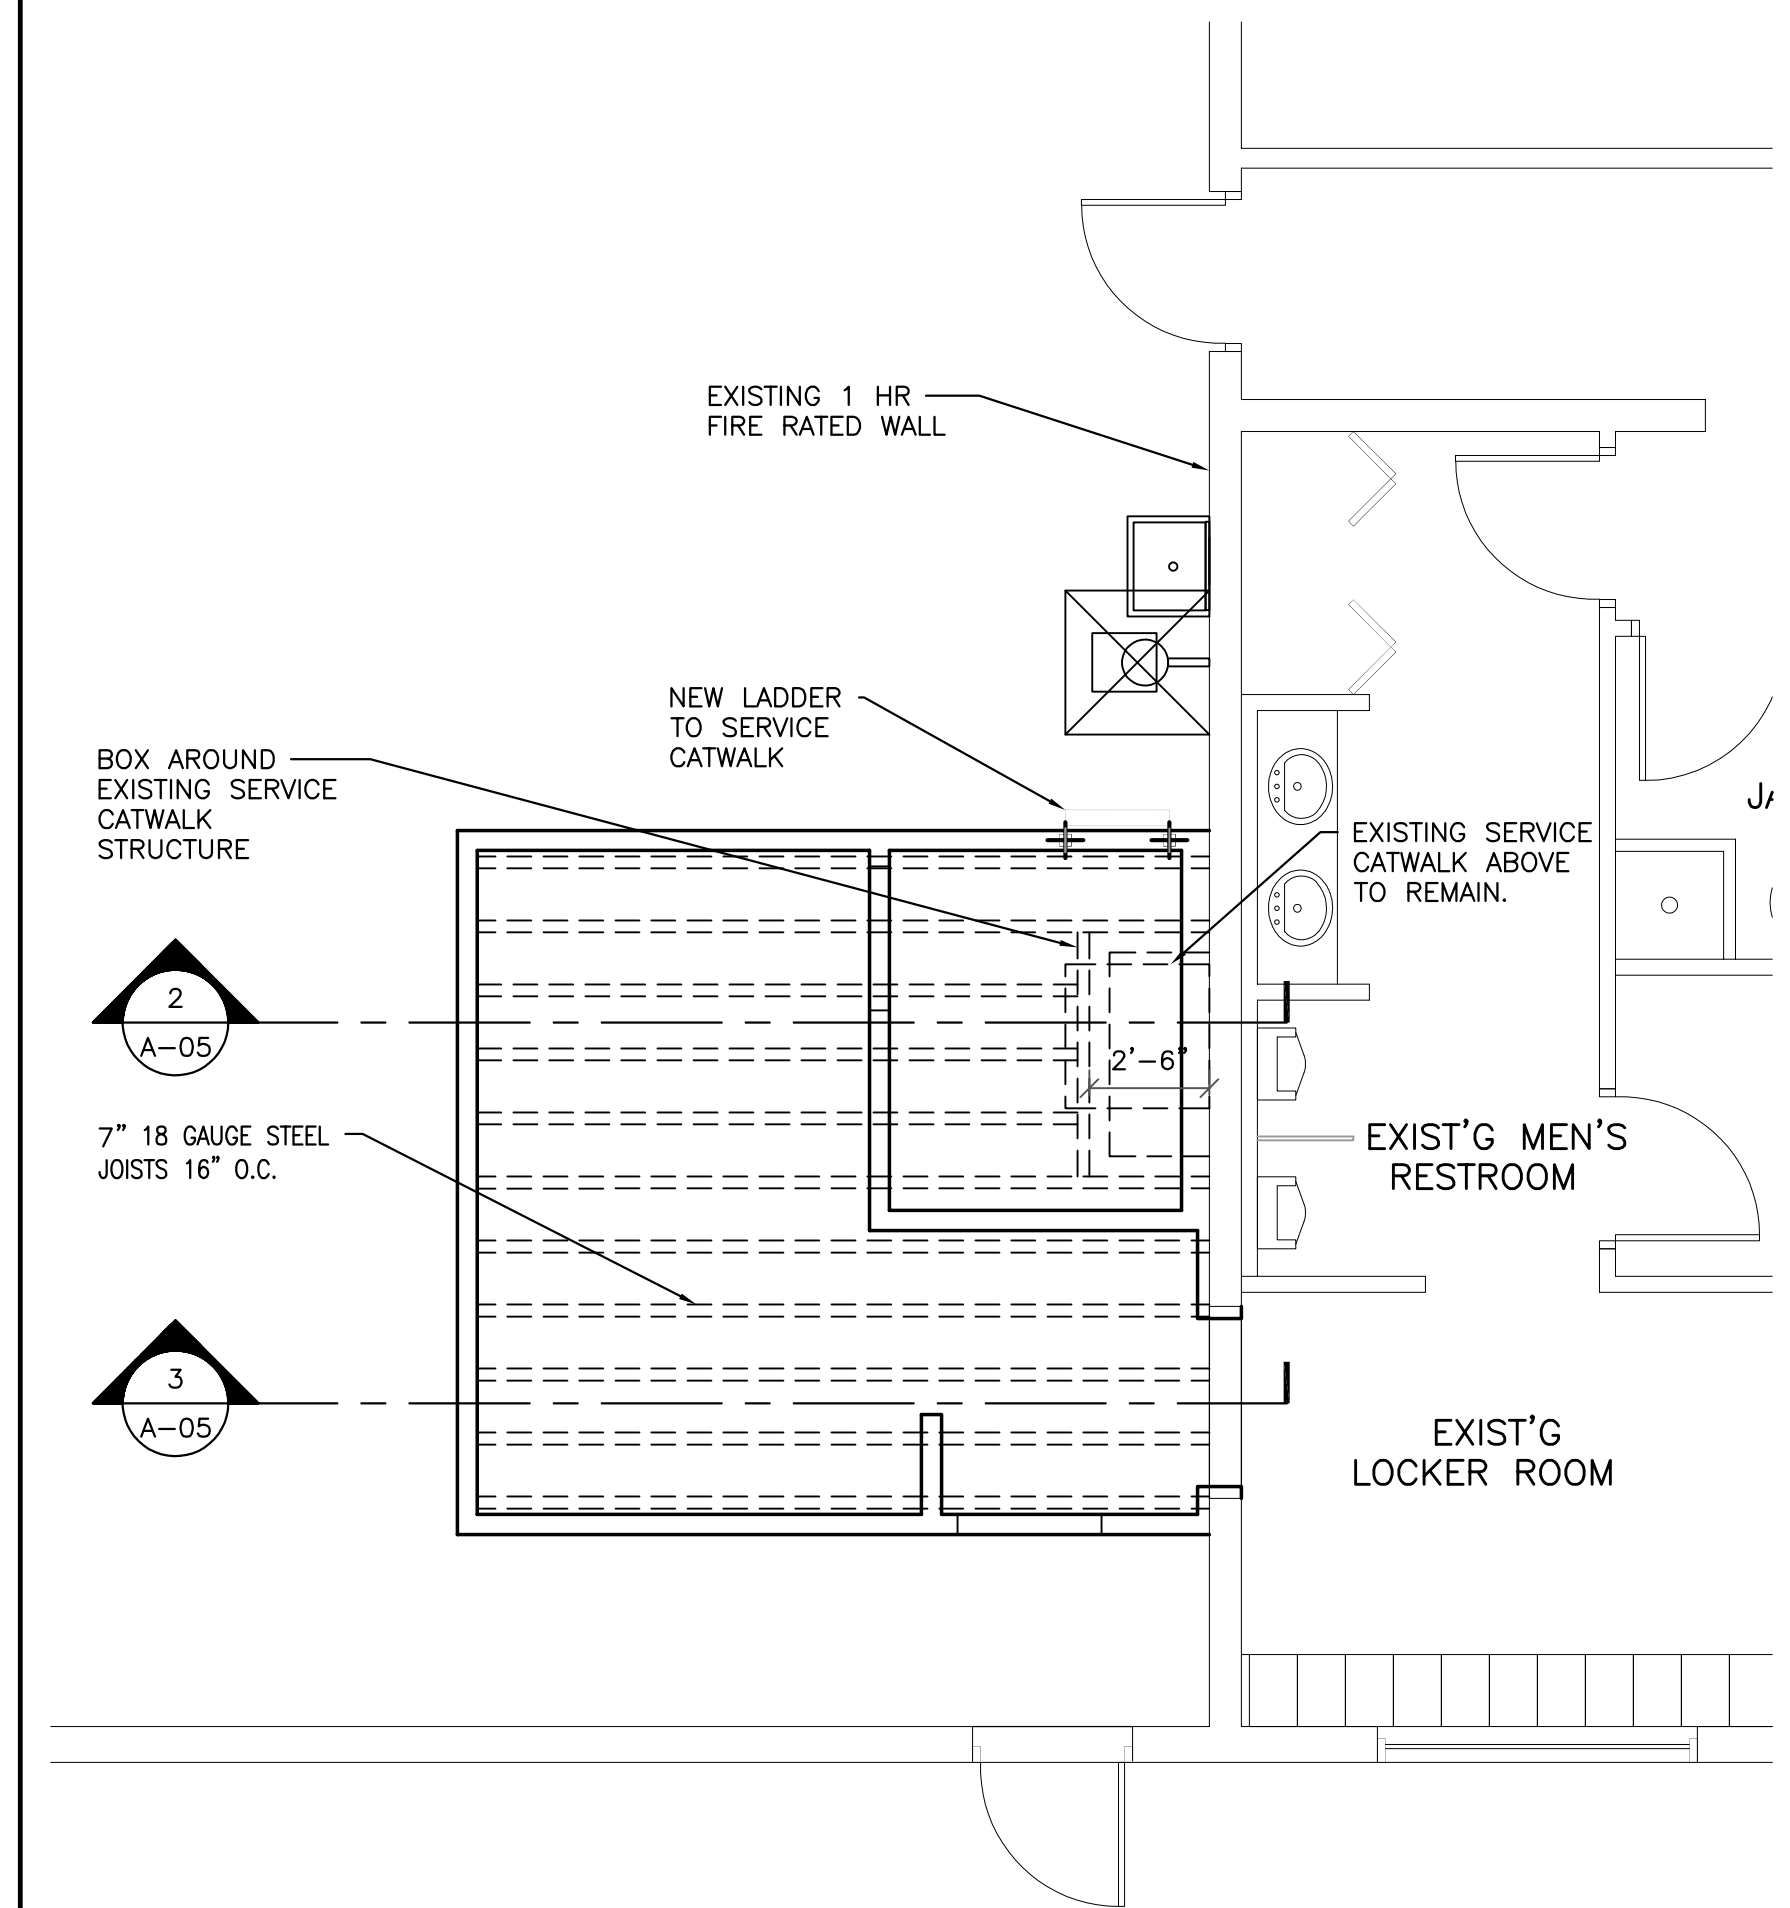 EXISTING 1 HR
FIRE RATED WALL
NEW LADDER
TO SERVICE
CATWALK
BOX AROUND
EXISTING SERVICE
CATWALK
STRUCTURE
EXISTING SERVICE
CATWALK ABOVE
TO REMAIN.
2
A-05
2'-6"
7" 18 GAUGE STEEL
JOISTS 16" O.C.
EXIST'G MEN'S
RESTROOM
3
A-05
EXIST'G
LOCKER ROOM